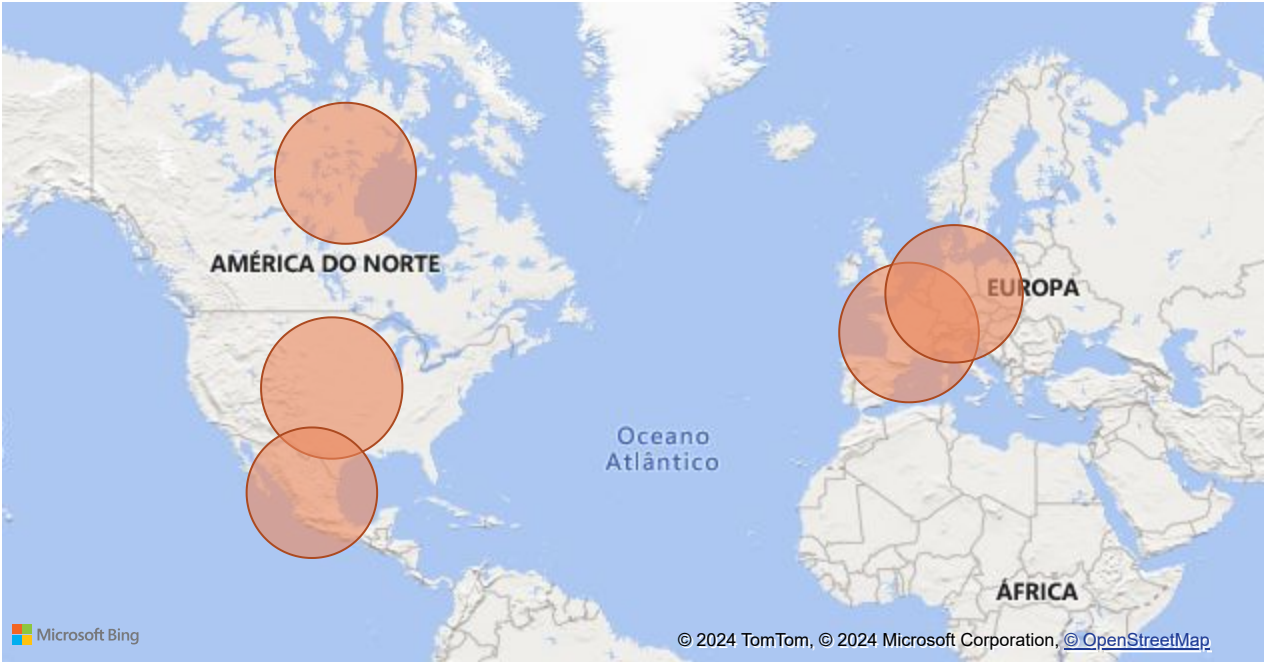 AMÉRICA DO NORTE
EUROPA
Oceano
Atlântico
ÁFRICA
Microsoft Bing
© 2024 TomTom, © 2024 Microsoft Corporation, © OpenStreetMap